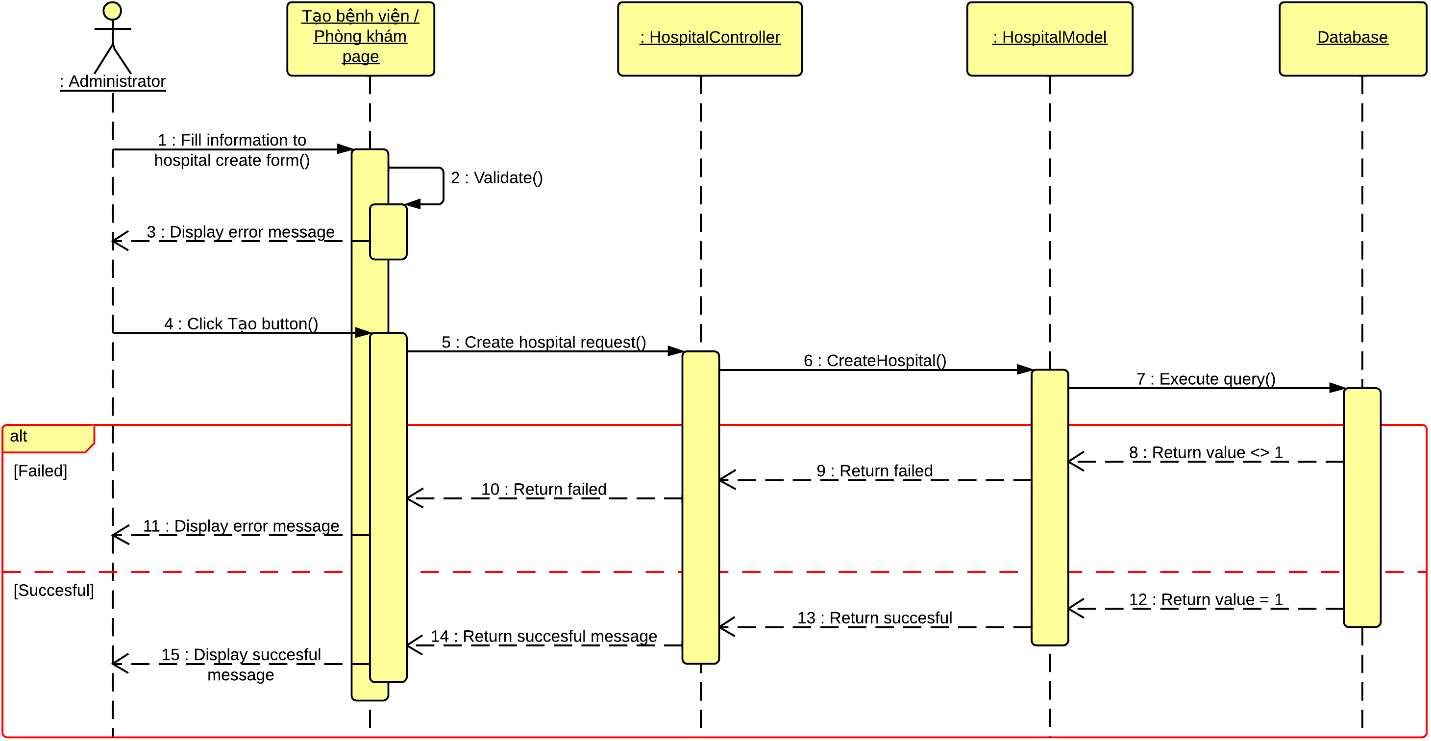 Tạo bệnh viện /
Phòng khám
page
: HospitalController
: HospitalModel
Database
: Administrator
1 : Fill information to
hospital create form()
2 : Validate()
3 : Display error message
4 : Click Tạo button()
5 : Create hospital request()
6 : CreateHospital()
7 : Execute query()
alt
[Failed]
8 : Return value <> 1
9 : Return failed
10 : Return failed
11 : Display error message
[Succesful]
12 : Return value = 1
13 : Return succesful
14 : Return succesful message
15 : Display succesful
message